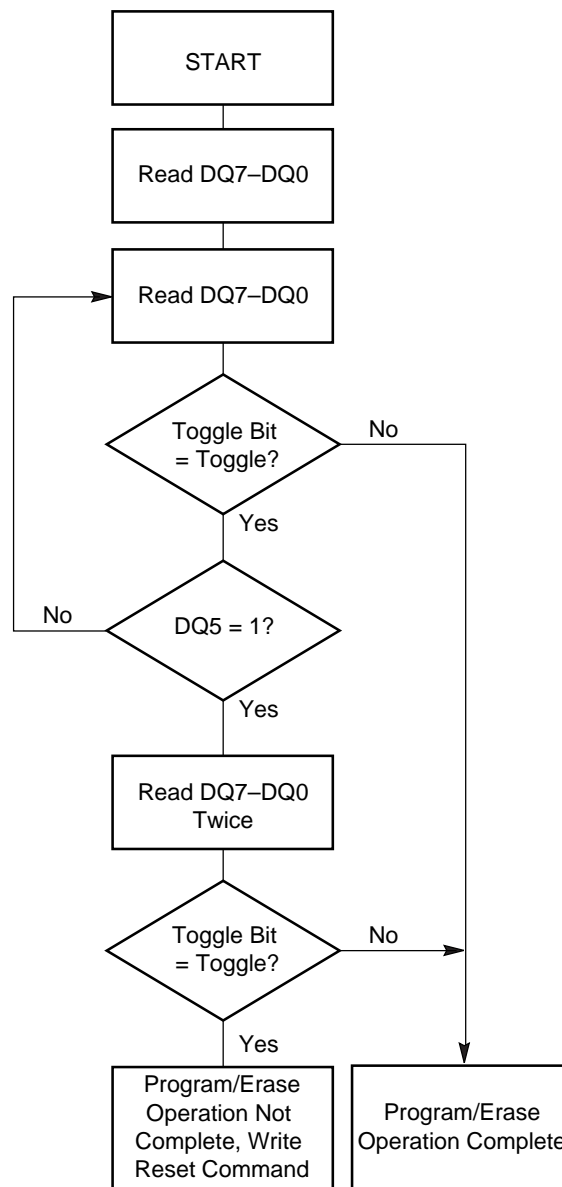 START
Read DQ7–DQ0
Read DQ7–DQ0
Toggle Bit
= Toggle?
No
Yes
DQ5 = 1?
No
Yes
Read DQ7–DQ0
Twice
Toggle Bit
= Toggle?
No
Yes
Program/Erase
Operation Not
Complete, Write
Reset Command
Program/Erase
Operation Complete